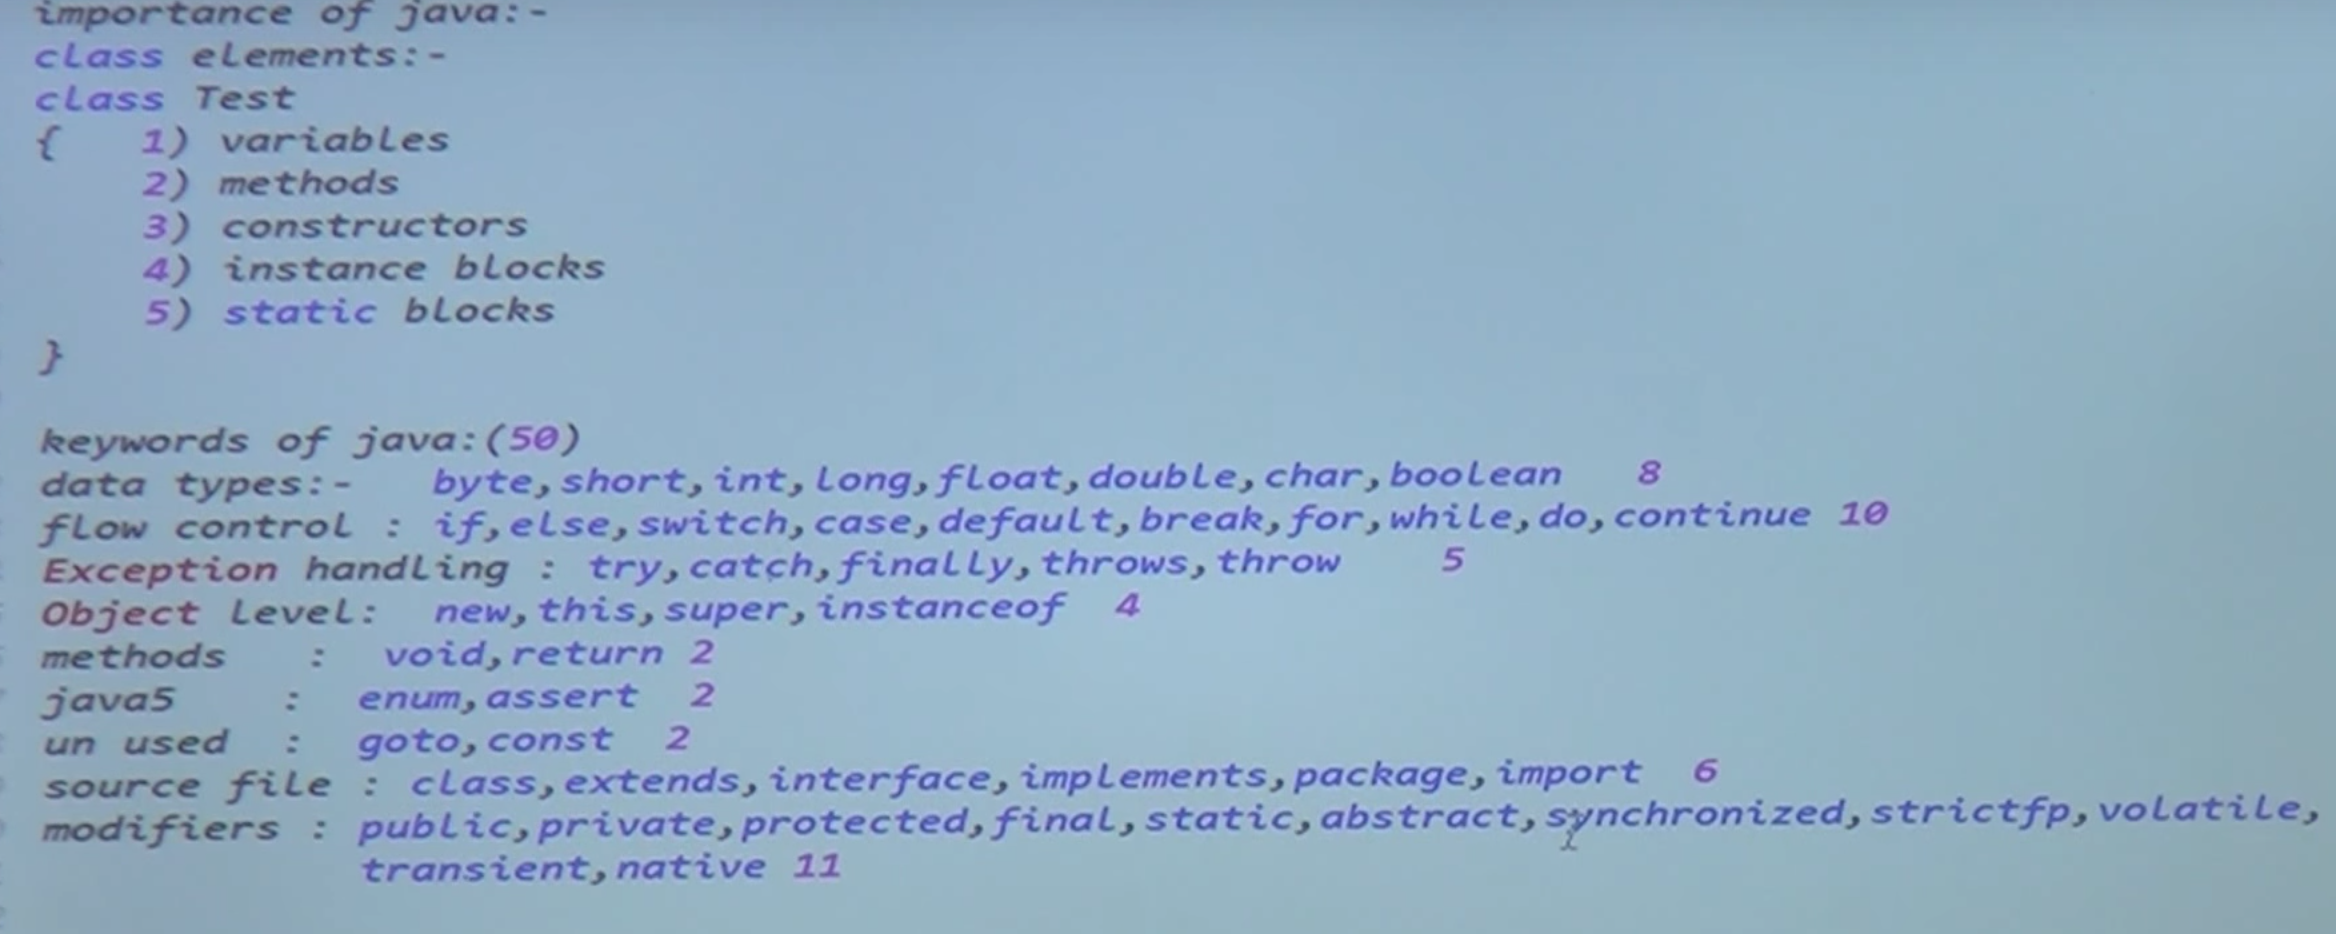 importance of java:-
class elements:-
class Test
{ 1) variables
2) methods
3) constructors
4) instance blocks
5) static blocks
}
keywords of java:(50)
data types:- byte,short,int,long,float,double,char,boolean 8
flow control : if,else,switch,case,default,break,for,while,do,continue 10
Exception handling : try,catch,finally,throws,throw 5
Object level: new,this,super,instanceof 4
methods : void,return 2
java5 : enum,assert 2
un used : goto,const 2
source file : class,extends,interface,implements,package,import 6
modifiers : public,private,protected,final,static,abstract,synchronized,strictfp,volatile,
transient,native 11